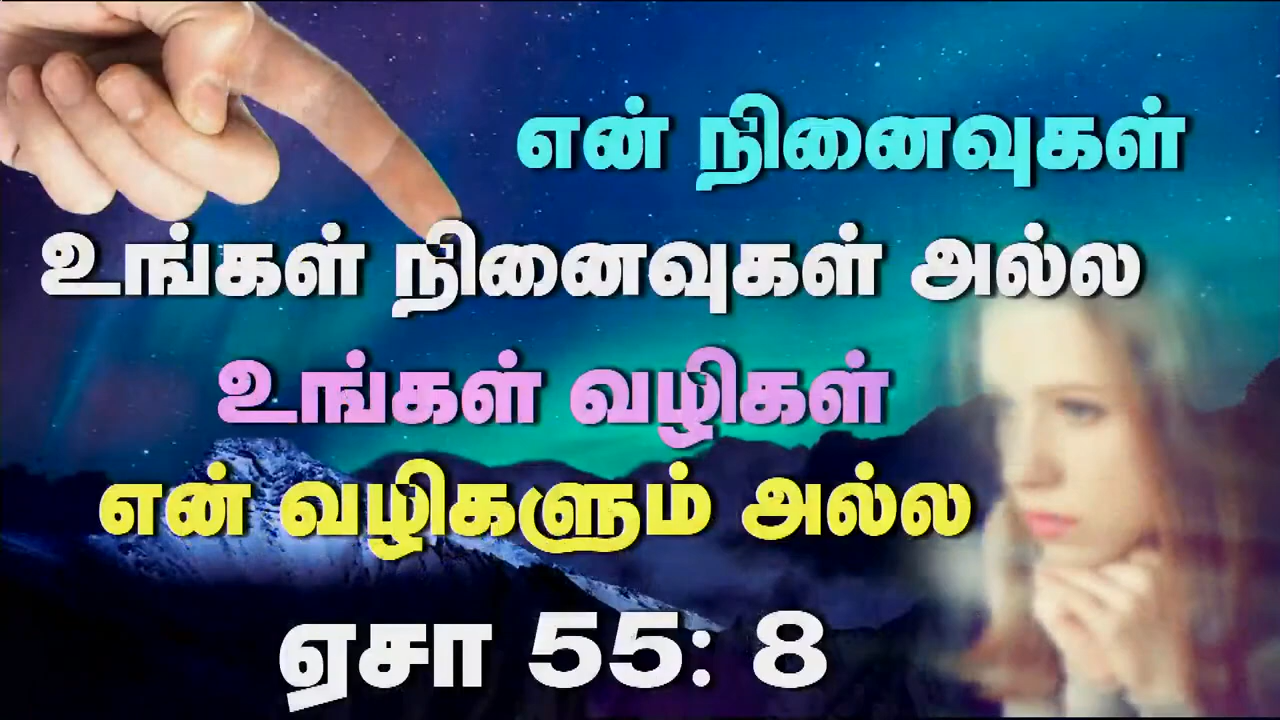 என் நினைவுகள்
உங்கள் நினைவுகள் அல்ல
உங்கள் வழிகள்
என் வழிகளும் அல்ல
ஏசா 55: 8